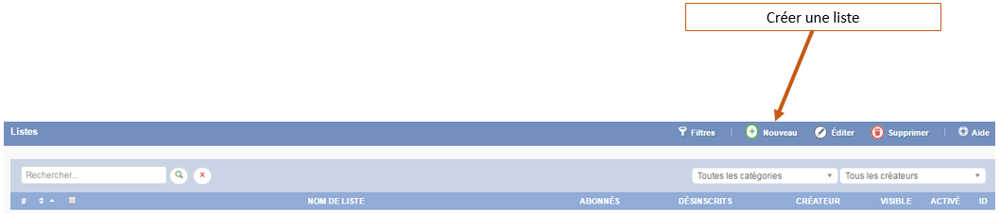 Créer une liste
Listes Filtres Nouveau Éditer Supprimer Aide
Rechercher... Toutes les catégories Tous les créateurs
# NOM DE LISTE ABONNÉS DÉSINSCRITS CRÉATEUR VISIBLE ACTIVÉ ID